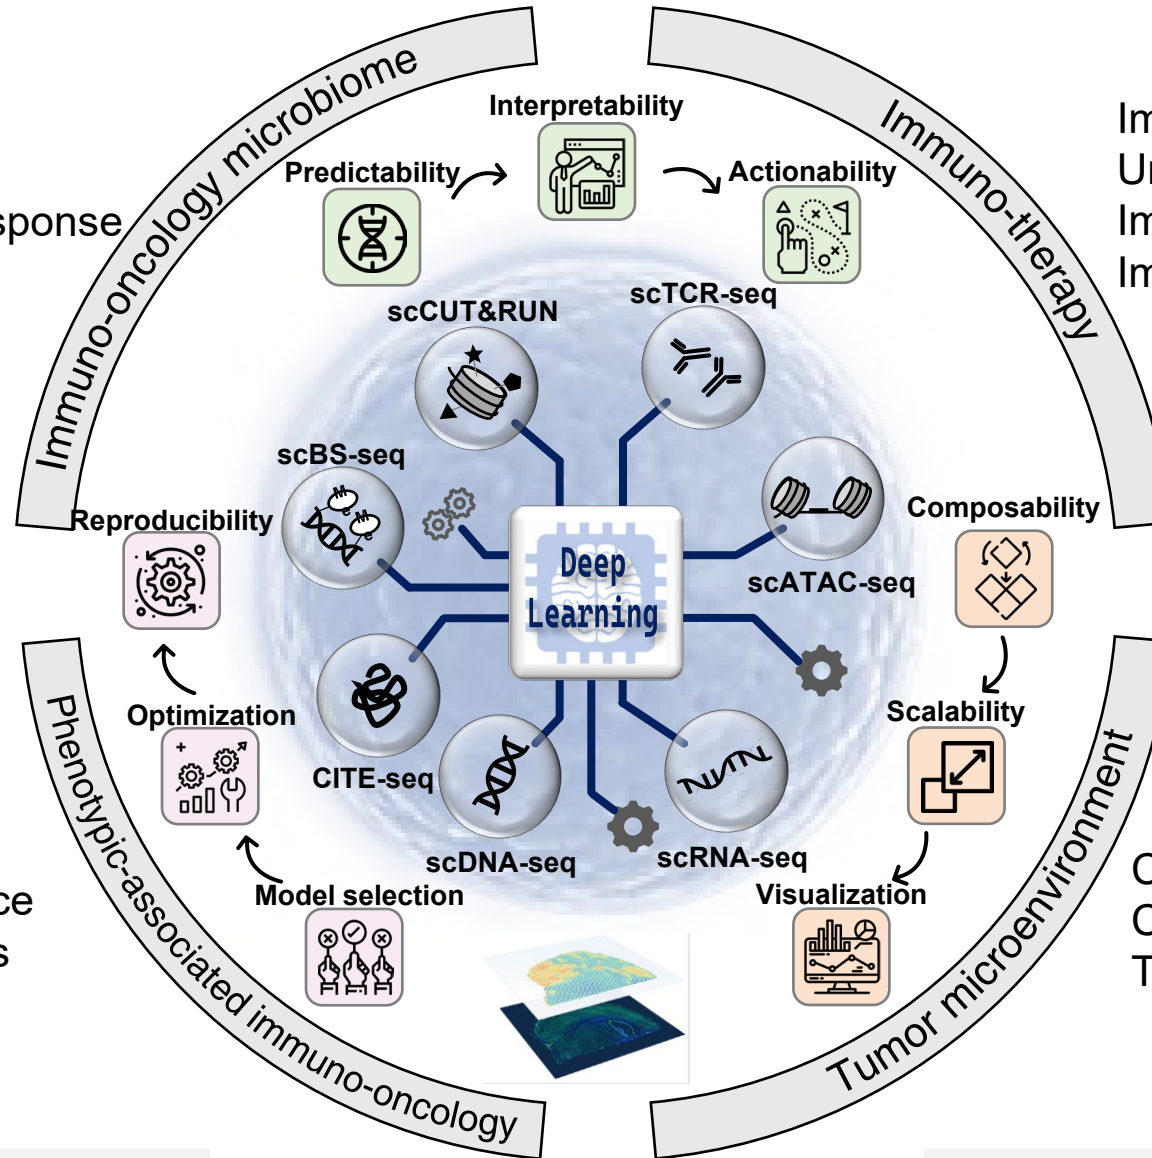 Immuno-oncology microbiome
Immuno-therapy
Interpretability
Predictability
Actionability
sponse
Im
Im
scTCR-seq
scCUT&RUN
scBS-seq
Reproducibility
Composability
Deep
Learning
scATAC-seq
Optimization
Scalability
CITE-seq
scDNA-seq
scRNA-seq
Model selection
Visualization
ce
s
C
C
T
Phenotypic-associated immuno-oncology
Tumor microenvironment